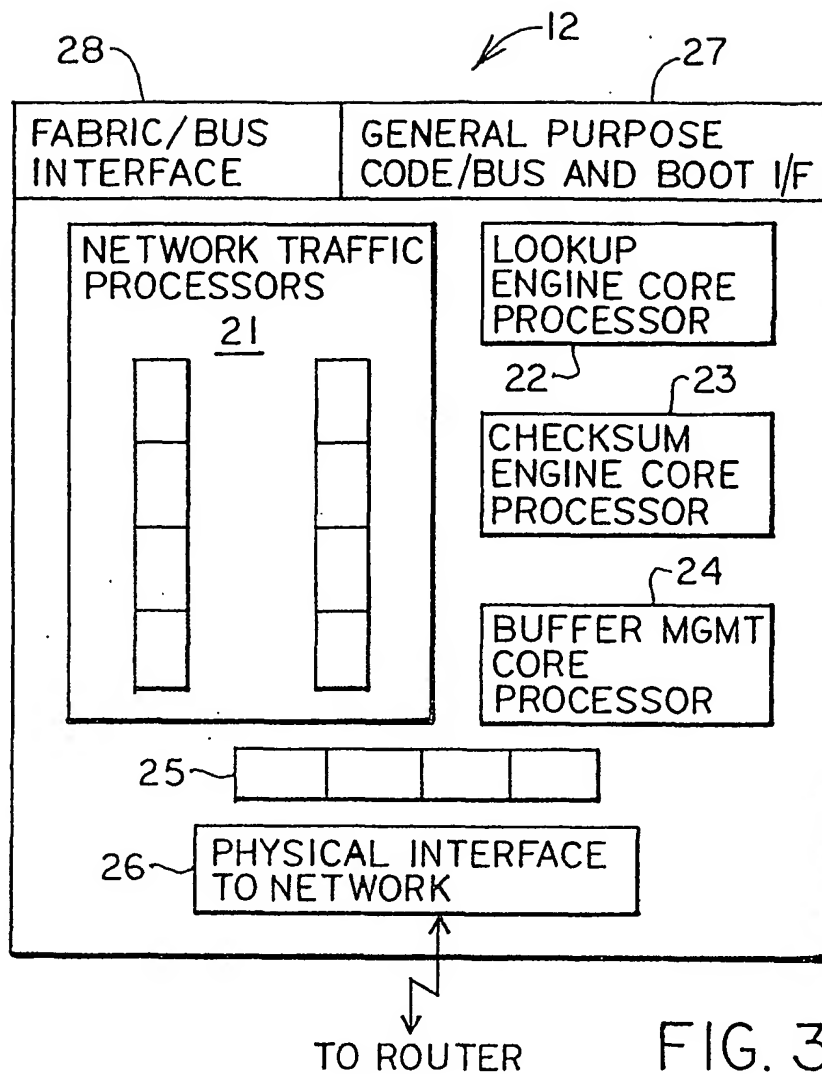 12
28
27
FABRIC/BUS
INTERFACE
GENERAL PURPOSE
CODE/BUS AND BOOT I/F
NETWORK TRAFFIC
PROCESSORS
21
LOOKUP
ENGINE CORE
PROCESSOR
22
23
CHECKSUM
ENGINE CORE
PROCESSOR
24
BUFFER MGMT
CORE
PROCESSOR
25
26
PHYSICAL INTERFACE
TO NETWORK
TO ROUTER
FIG. 3